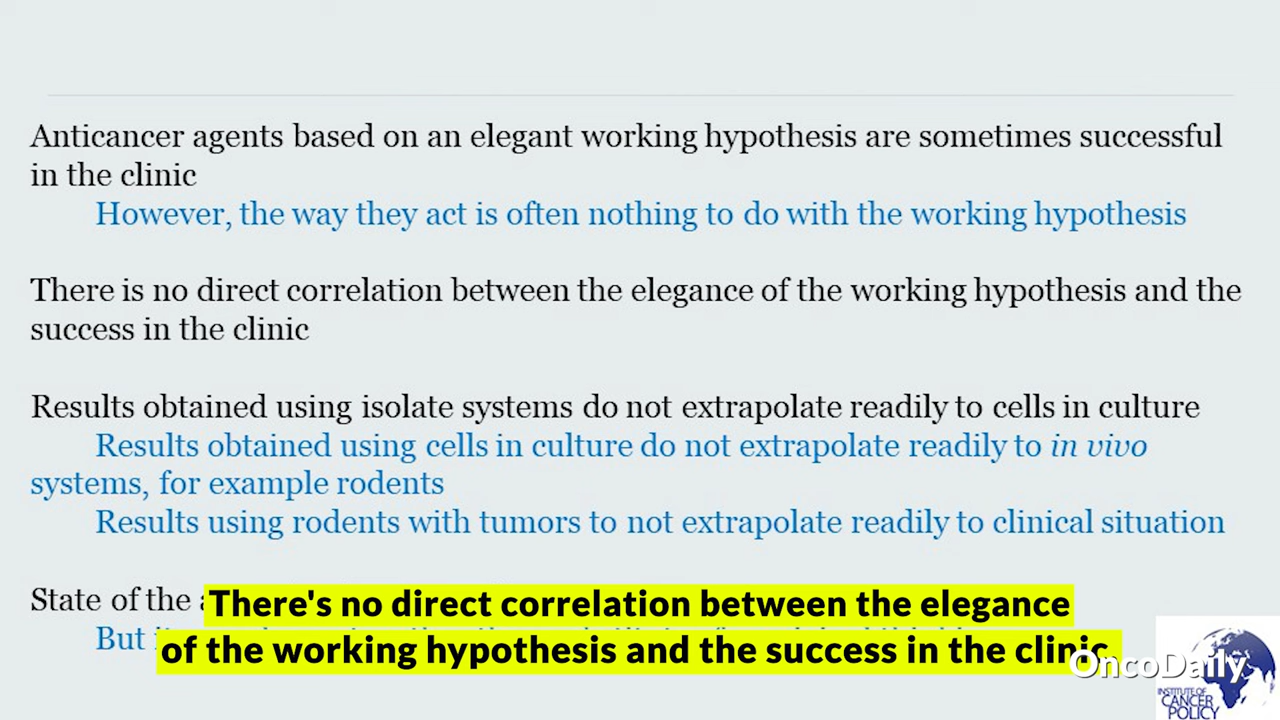 Anticancer agents based on an elegant working hypothesis are sometimes successful
in the clinic
However, the way they act is often nothing to do with the working hypothesis
There is no direct correlation between the elegance of the working hypothesis and the
success in the clinic
Results obtained using isolate systems do not extrapolate readily to cells in culture
Results obtained using cells in culture do not extrapolate readily to in vivo
systems, for example rodents
Results using rodents with tumors to not extrapolate readily to clinical situation
State of the
There's no direct correlation between the elegance
But
of the working hypothesis and the success in the clinic.
OncoDaily
INSTITUTE OF
CANCER
POLICY